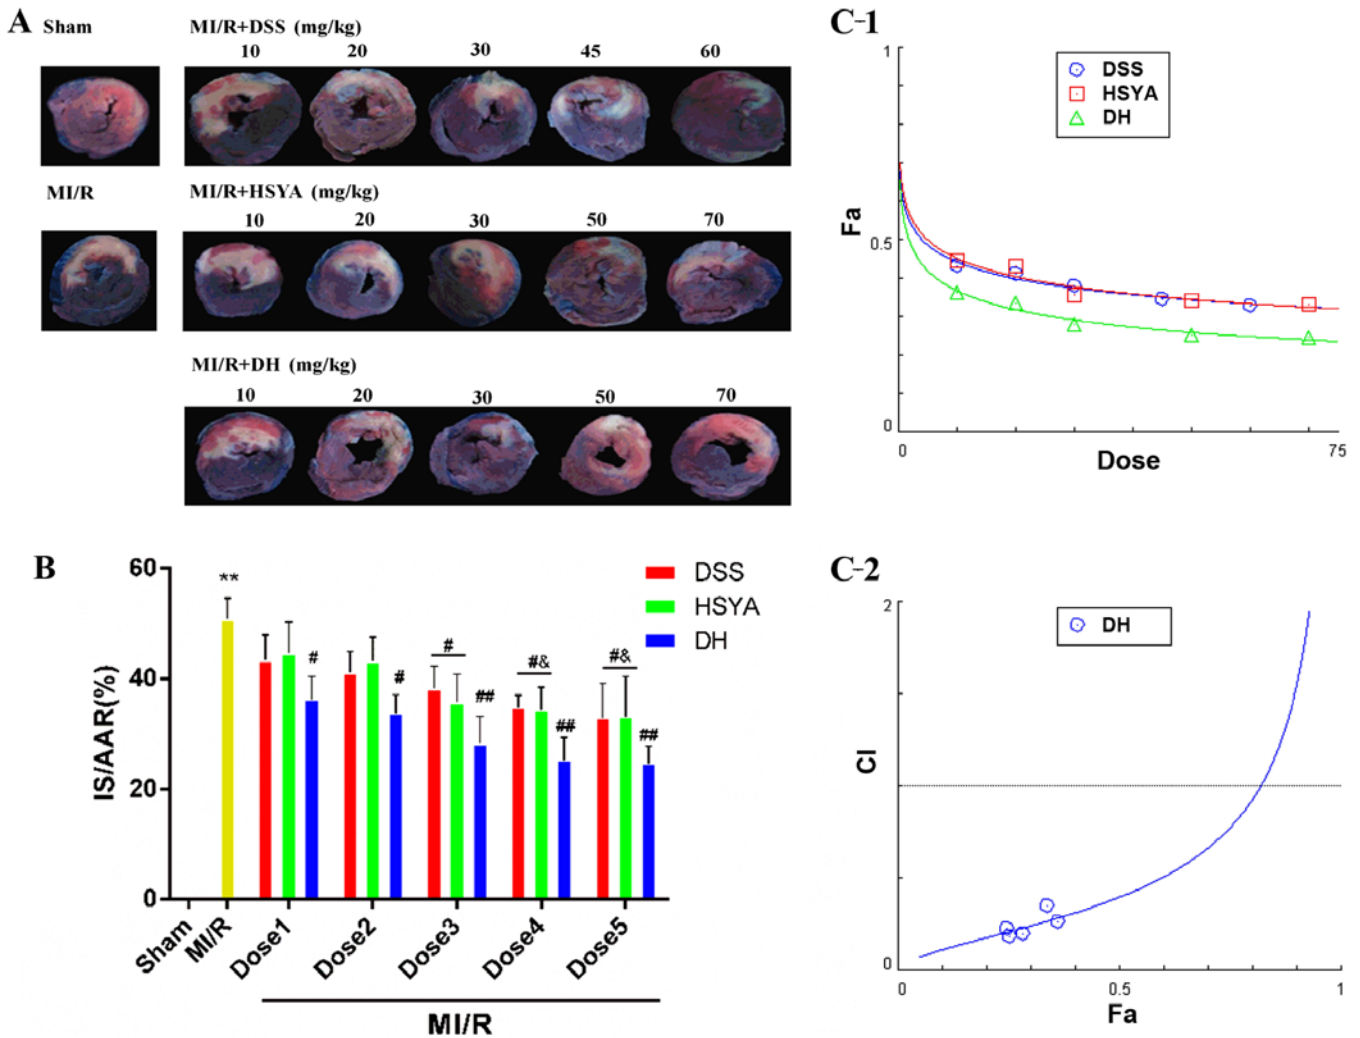 A
Sham
MI/R+DSS (mg/kg)
10 20 30 45 60
MI/R
MI/R+HSYA (mg/kg)
10 20 30 50 70
MI/R+DH (mg/kg)
10 20 30 50 70
B
60
40
20
0
IS/AAR(%)
**
#
#
#
##
#&
##
#&
##
DSS
HSYA
DH
Sham
MI/R
Dose1
Dose2
Dose3
Dose4
Dose5
MI/R
C-1
1
0.5
0
Fa
DSS
HSYA
DH
0
75
Dose
C-2
2
0
CI
DH
0
0.5
1
Fa